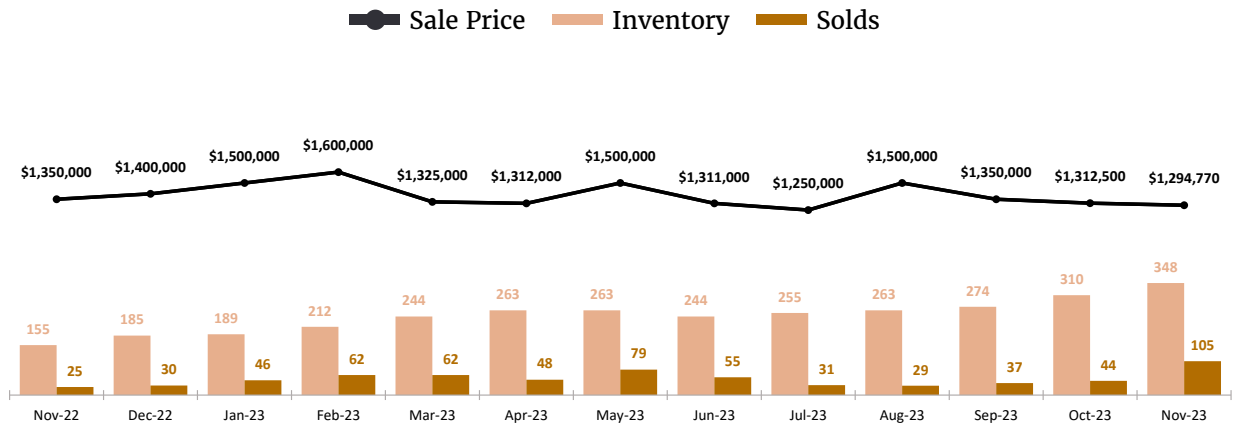 Sale Price Inventory Solds
$1,350,000 $1,400,000 $1,500,000 $1,600,000 $1,325,000 $1,312,000 $1,500,000 $1,311,000 $1,250,000 $1,500,000 $1,350,000 $1,312,500 $1,294,770
155 185 189 212 244 263 263 244 255 263 274 310 348
25 30 46 62 62 48 79 55 31 29 37 44 105
Nov-22 Dec-22 Jan-23 Feb-23 Mar-23 Apr-23 May-23 Jun-23 Jul-23 Aug-23 Sep-23 Oct-23 Nov-23